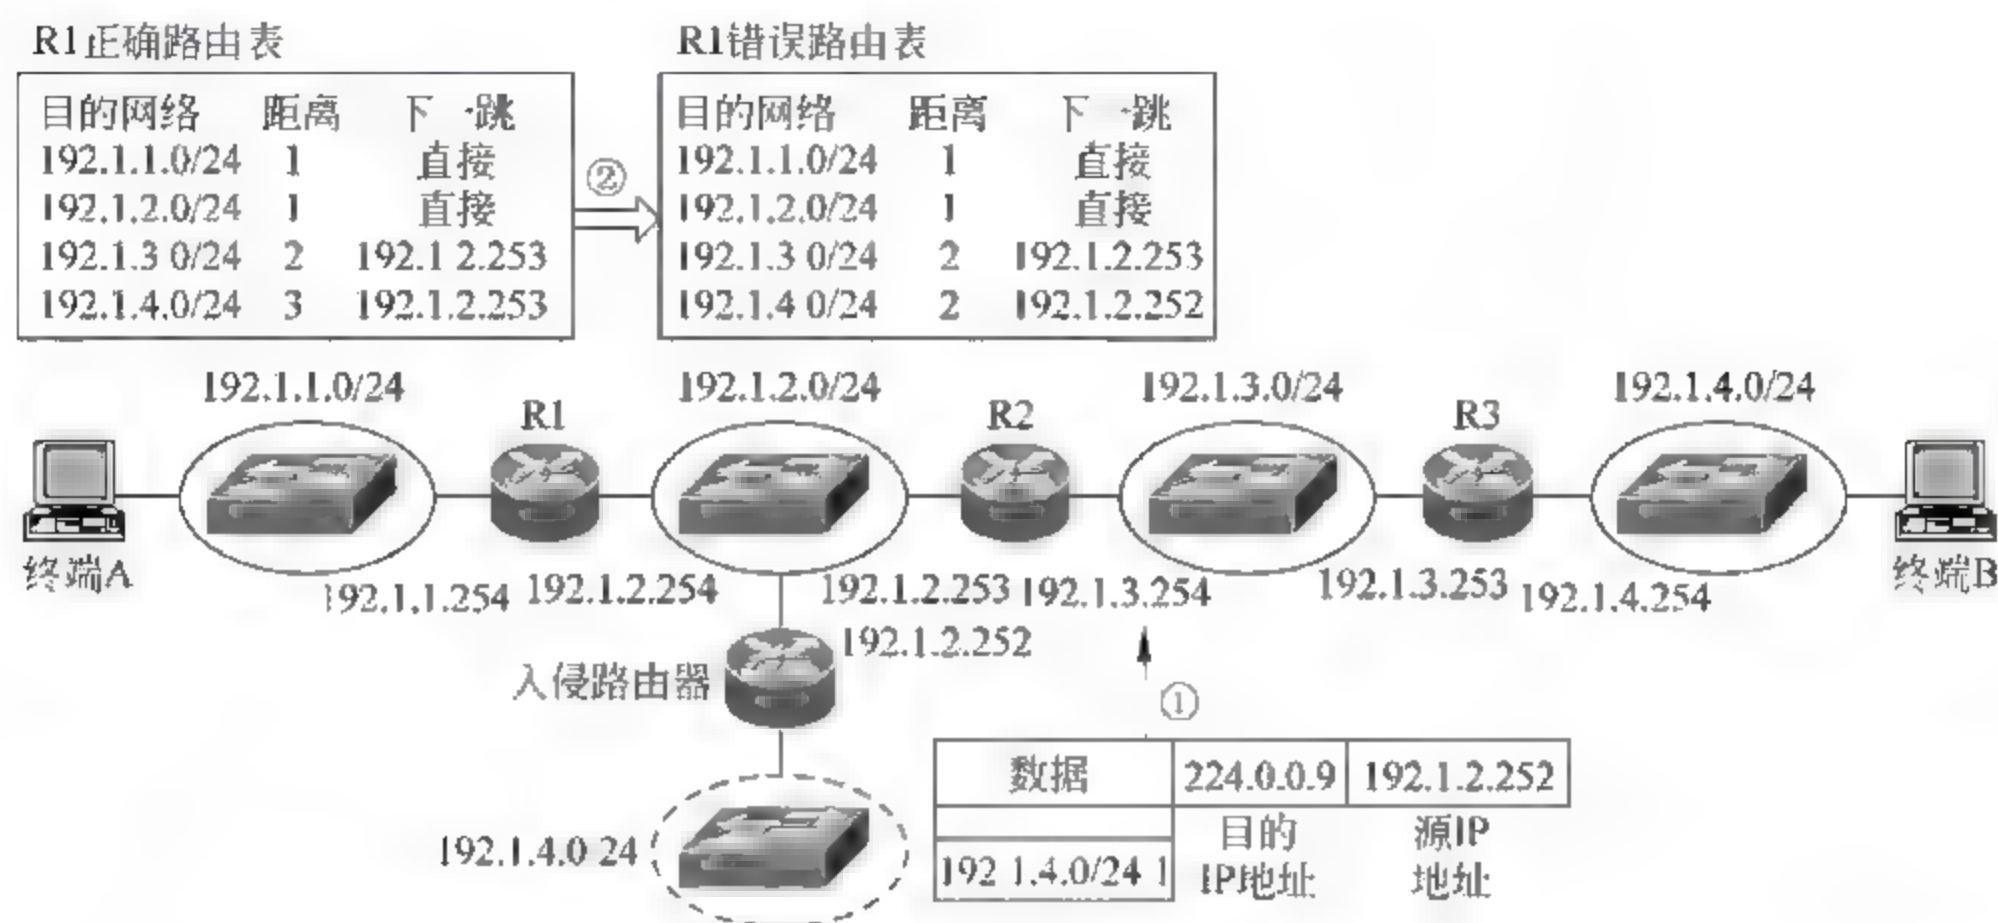 R1正确路由表
目的网络 距离 下一跳
192.1.1.0/24 1 直接
192.1.2.0/24 1 直接
192.1.3 0/24 2 192.1 2.253
192.1.4.0/24 3 192.1.2.253
②
R1错误路由表
目的网络 距离 下一跳
192.1.1.0/24 1 直接
192.1.2.0/24 1 直接
192.1.3 0/24 2 192.1.2.253
192.1.4 0/24 2 192.1.2.252
192.1.1.0/24
R1
192.1.2.0/24
R2
192.1.3.0/24
R3
192.1.4.0/24
终端A
192.1.1.254
192.1.2.254
192.1.2.253
192.1.3.254
192.1.3.253
192.1.4.254
终端B
192.1.2.252
入侵路由器
①
数据 224.0.0.9 192.1.2.252
192 1.4.0/24 1
目的
IP地址
源IP
地址
192.1.4.0 24